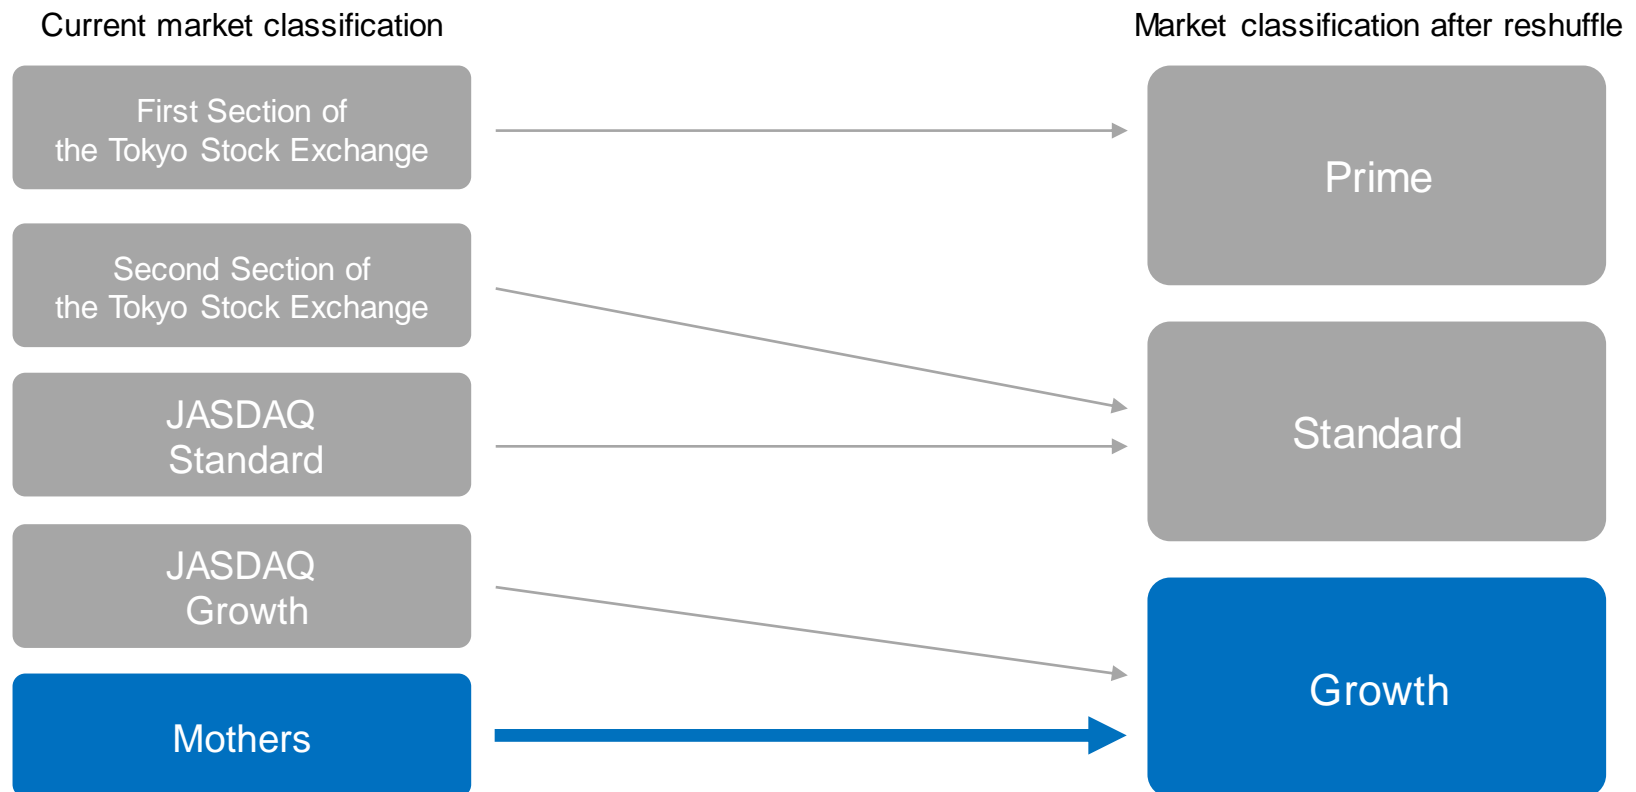 Current market classification
Market classification after reshuffle
First Section of
the Tokyo Stock Exchange
Second Section of
the Tokyo Stock Exchange
JASDAQ
Standard
JASDAQ
Growth
Mothers
Prime
Standard
Growth